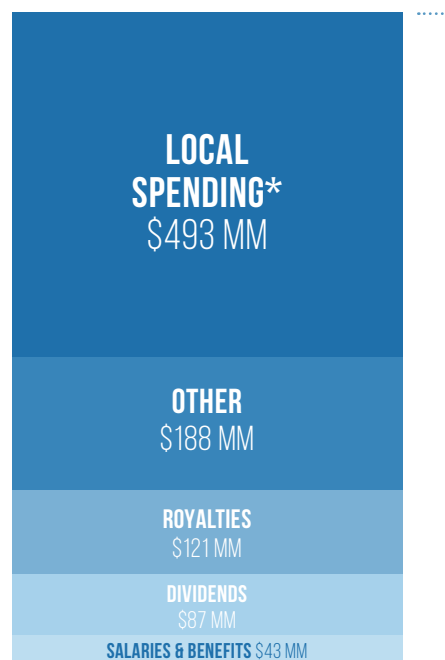 LOCAL
SPENDING*
$493 MM
OTHER
$188 MM
ROYALTIES
$121 MM
DIVIDENDS
$87 MM
SALARIES & BENEFITS $43 MM